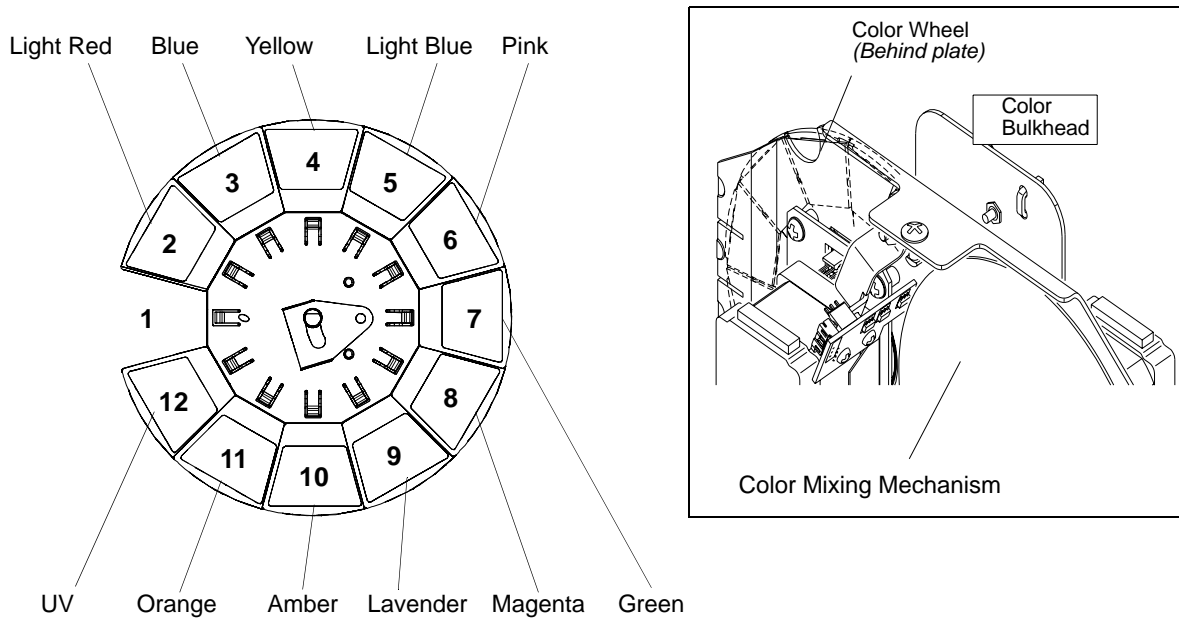 Light Red Blue Yellow Light Blue Pink
4
3 5
2 6
1 7
12 8
11 9
10
UV Orange Amber Lavender Magenta Green
Color Wheel
(Behind plate)
Color
Bulkhead
Color Mixing Mechanism